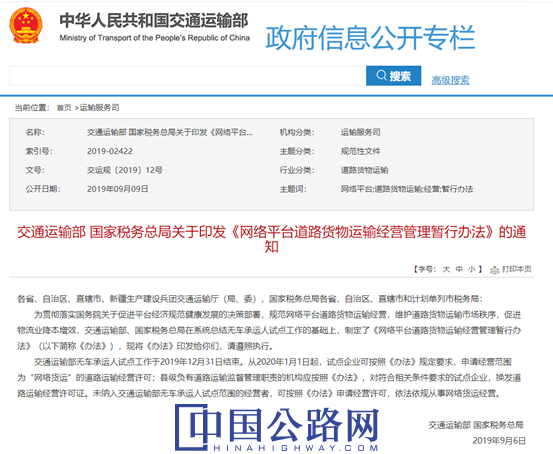 中华人民共和国交通运输部
Ministry of Transport of the People's Republic of China
政府信息公开专栏
搜索
高级搜索
当前位置： 首页 >运输服务司
名称： 交通运输部 国家税务总局关于印发《网络平台... 机构分类： 运输服务司
索引号： 2019-02422 主题分类： 规范性文件
文号： 交运规〔2019〕12号 行业分类： 道路货物运输
公开日期： 2019年09月09日 主题词： 网络平台;道路货物运输;经营;暂行办法
交通运输部 国家税务总局关于印发《网络平台道路货物运输经营管理暂行办法》的通
知
【字号： 大 中 小 】 打印本页
各省、自治区、直辖市、新疆生产建设兵团交通运输厅（局、委），国家税务总局各省、自治区、直辖市和计划单列市税务局：
为贯彻落实国务院关于促进平台经济规范健康发展的决策部署，规范网络平台道路货物运输经营，维护道路货物运输市场秩序，促进
物流业降本增效，交通运输部、国家税务总局在系统总结无车承运人试点工作的基础上，制定了《网络平台道路货物运输经营管理暂行办
法》（以下简称《办法》），现将《办法》印发给你们，请遵照执行。
交通运输部无车承运人试点工作于2019年12月31日结束。从2020年1月1日起，试点企业可按照《办法》规定要求，申请经营范围
为“网络货运”的道路运输经营许可；县级负有道路运输监督管理职责的机构应按照《办法》，对符合相关条件要求的试点企业，换发道
路运输经营许可证。未纳入交通运输部无车承运人试点范围的经营者，可按照《办法》申请经营许可，依法依规从事网络货运经营。
中国公路网
CHINAHIGHWAY.COM
交通运输部 国家税务总局
2019年9月6日